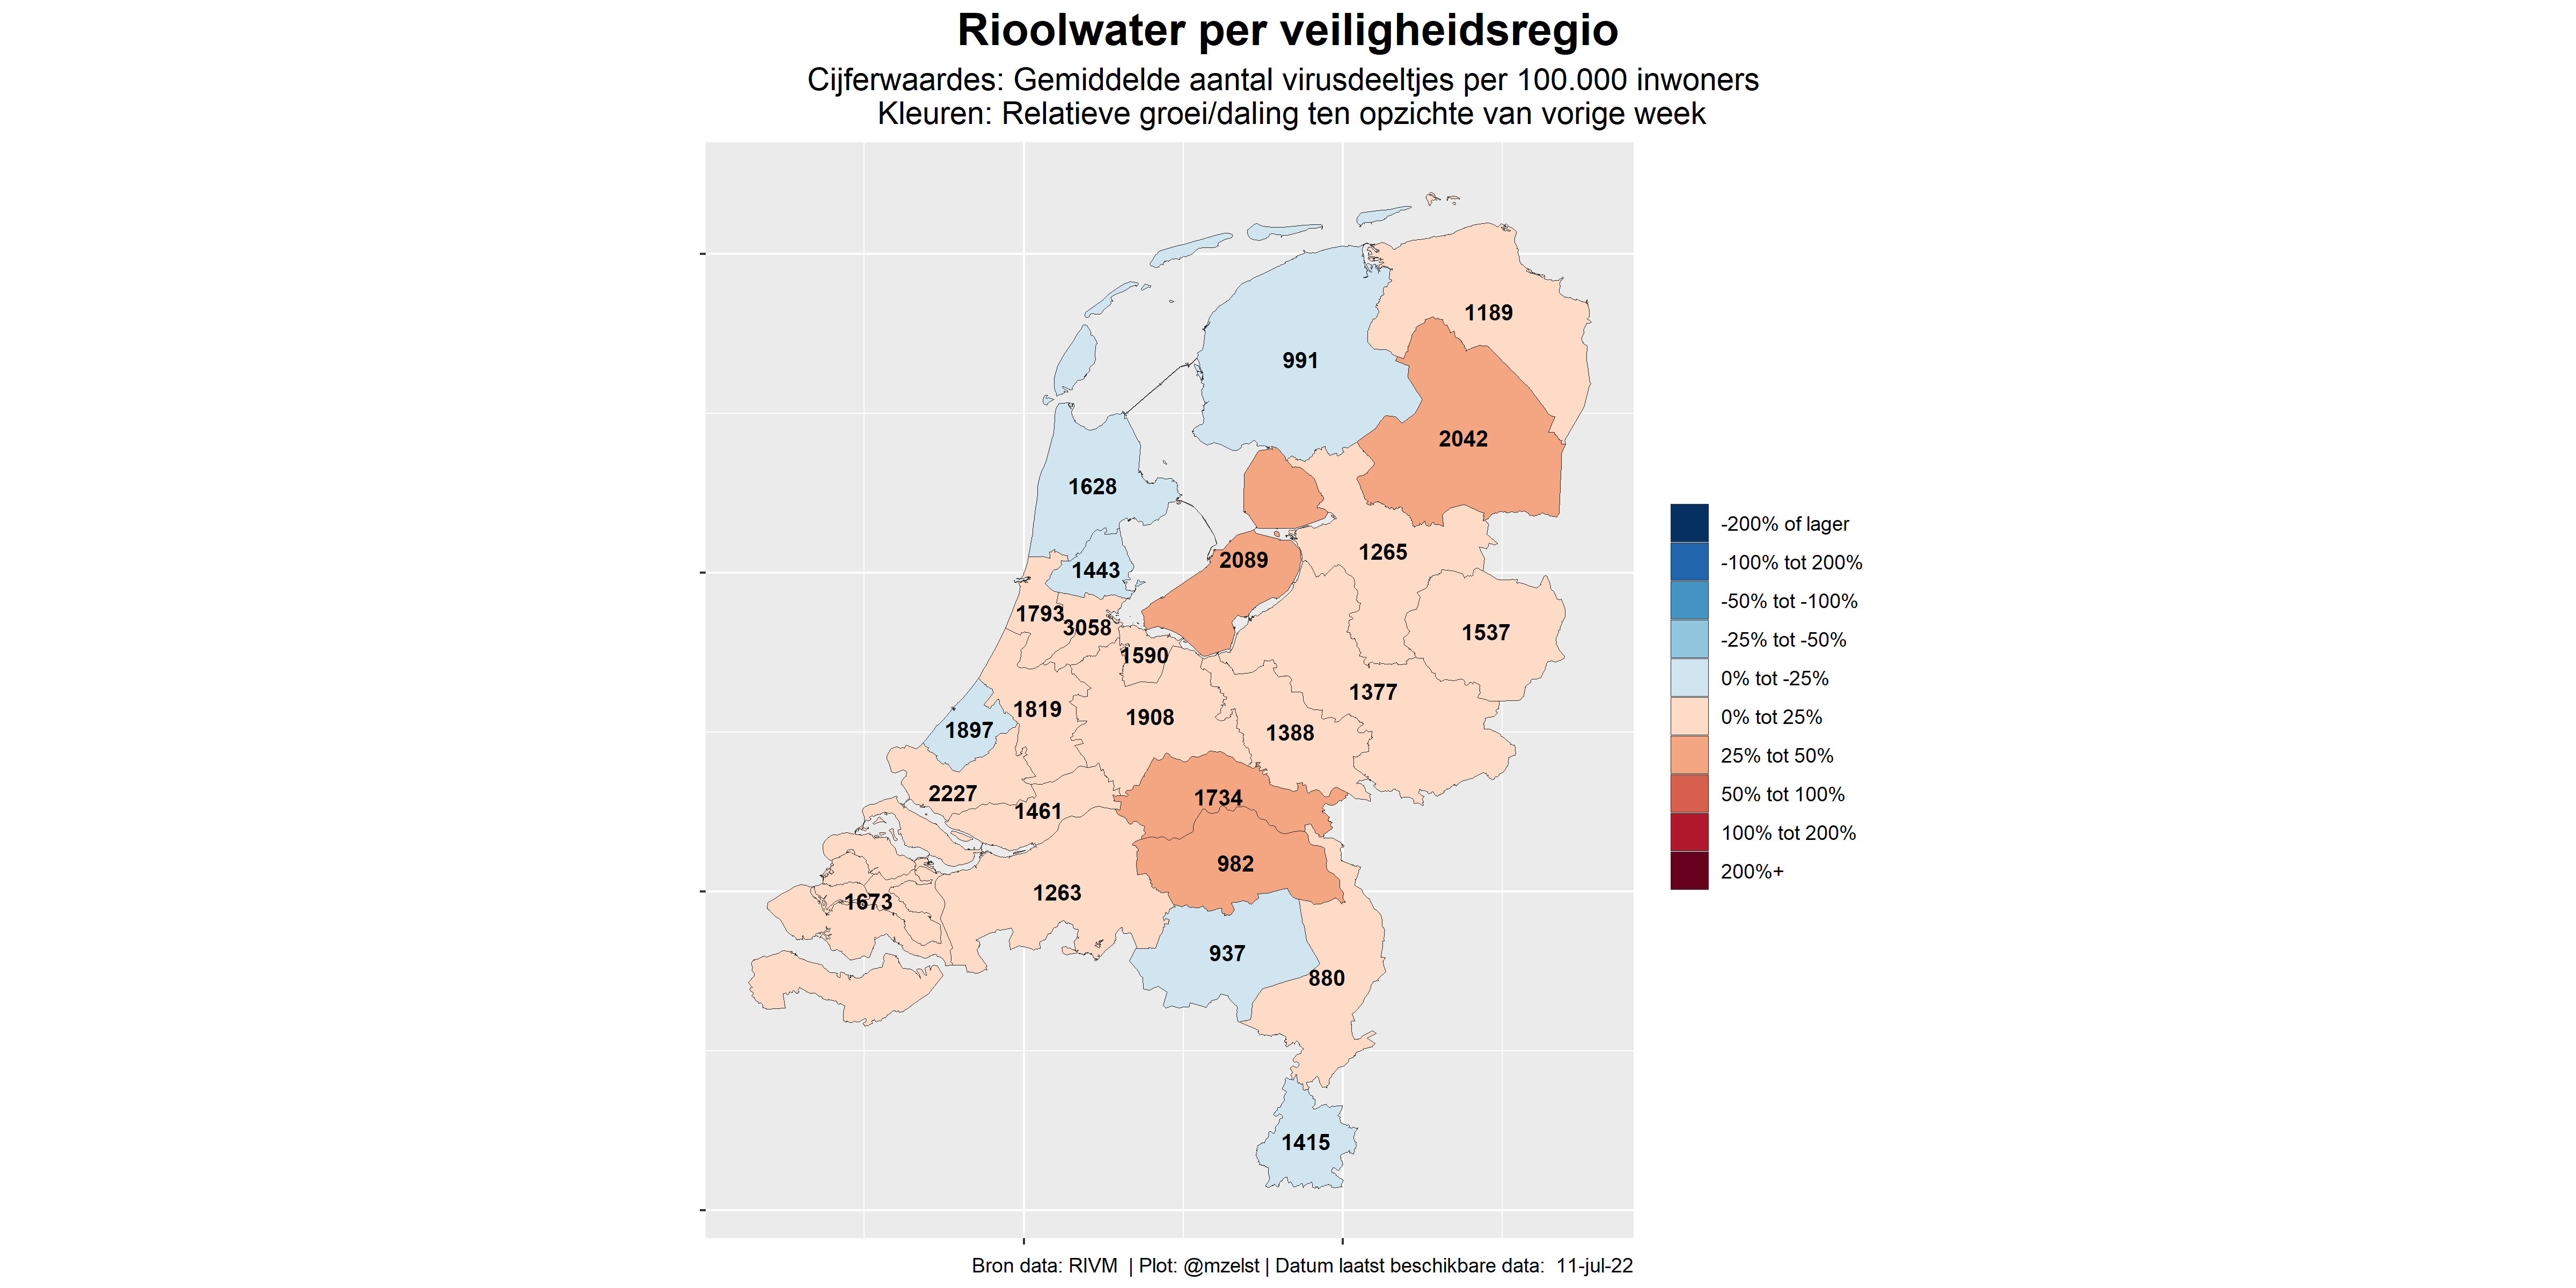 Rioolwater per veiligheidsregio
Cijferwaardes: Gemiddelde aantal virusdeeltjes per 100.000 inwoners
Kleuren: Relatieve groei/daling ten opzichte van vorige week
1189
991
2042
1628
1265
2089
1443
1793
3058
1537
1590
1377
1819
1908
1897
1388
2227
1734
1461
982
1263
1673
937
880
1415
-200% of lager
-100% tot 200%
-50% tot -100%
-25% tot -50%
0% tot -25%
0% tot 25%
25% tot 50%
50% tot 100%
100% tot 200%
200%+
Bron data: RIVM | Plot: @mzelst | Datum laatst beschikbare data: 11-jul-22